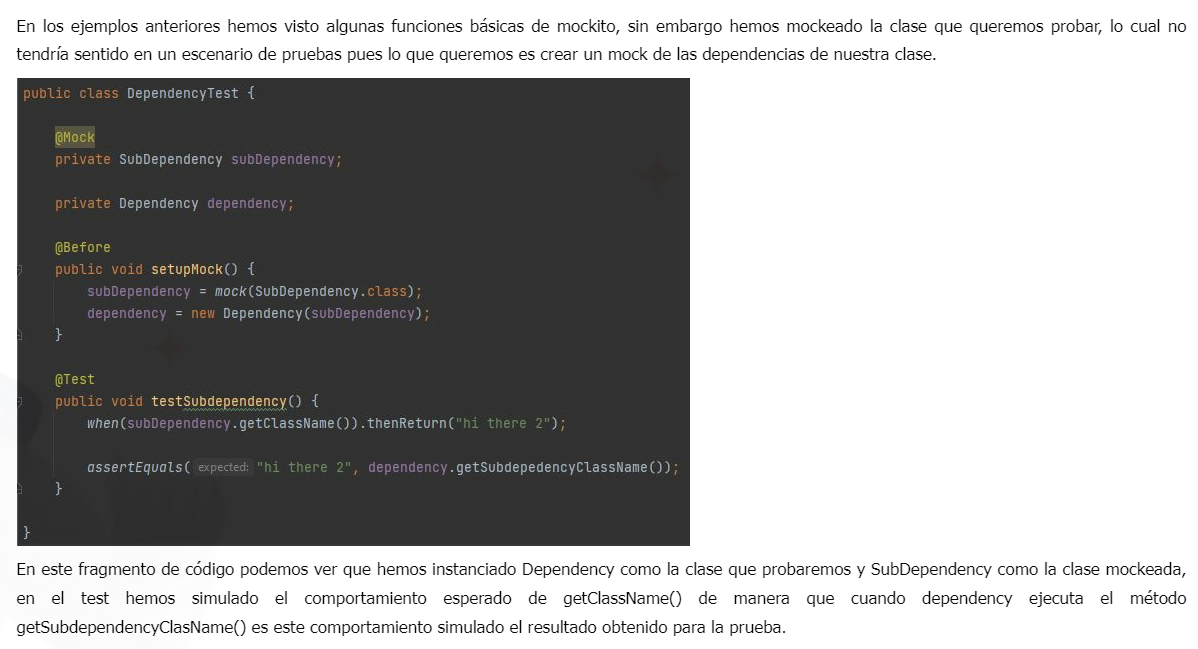 En los ejemplos anteriores hemos visto algunas funciones básicas de mockito, sin embargo hemos mockeado la clase que queremos probar, lo cual no
tendría sentido en un escenario de pruebas pues lo que queremos es crear un mock de las dependencias de nuestra clase.
public class DependencyTest {
@Mock
private SubDependency subDependency;
private Dependency dependency;
@Before
public void setupMock() {
subDependency = mock(SubDependency.class);
dependency = new Dependency(subDependency);
}
@Test
public void testSubdependency() {
when(subDependency.getClassName()).thenReturn("hi there 2");
assertEquals( expected: "hi there 2", dependency.getSubdepedencyClassName());
}
}
En este fragmento de código podemos ver que hemos instanciado Dependency como la clase que probaremos y SubDependency como la clase mockeada,
en el test hemos simulado el comportamiento esperado de getClassName() de manera que cuando dependency ejecuta el método
getSubdependencyClasName() es este comportamiento simulado el resultado obtenido para la prueba.